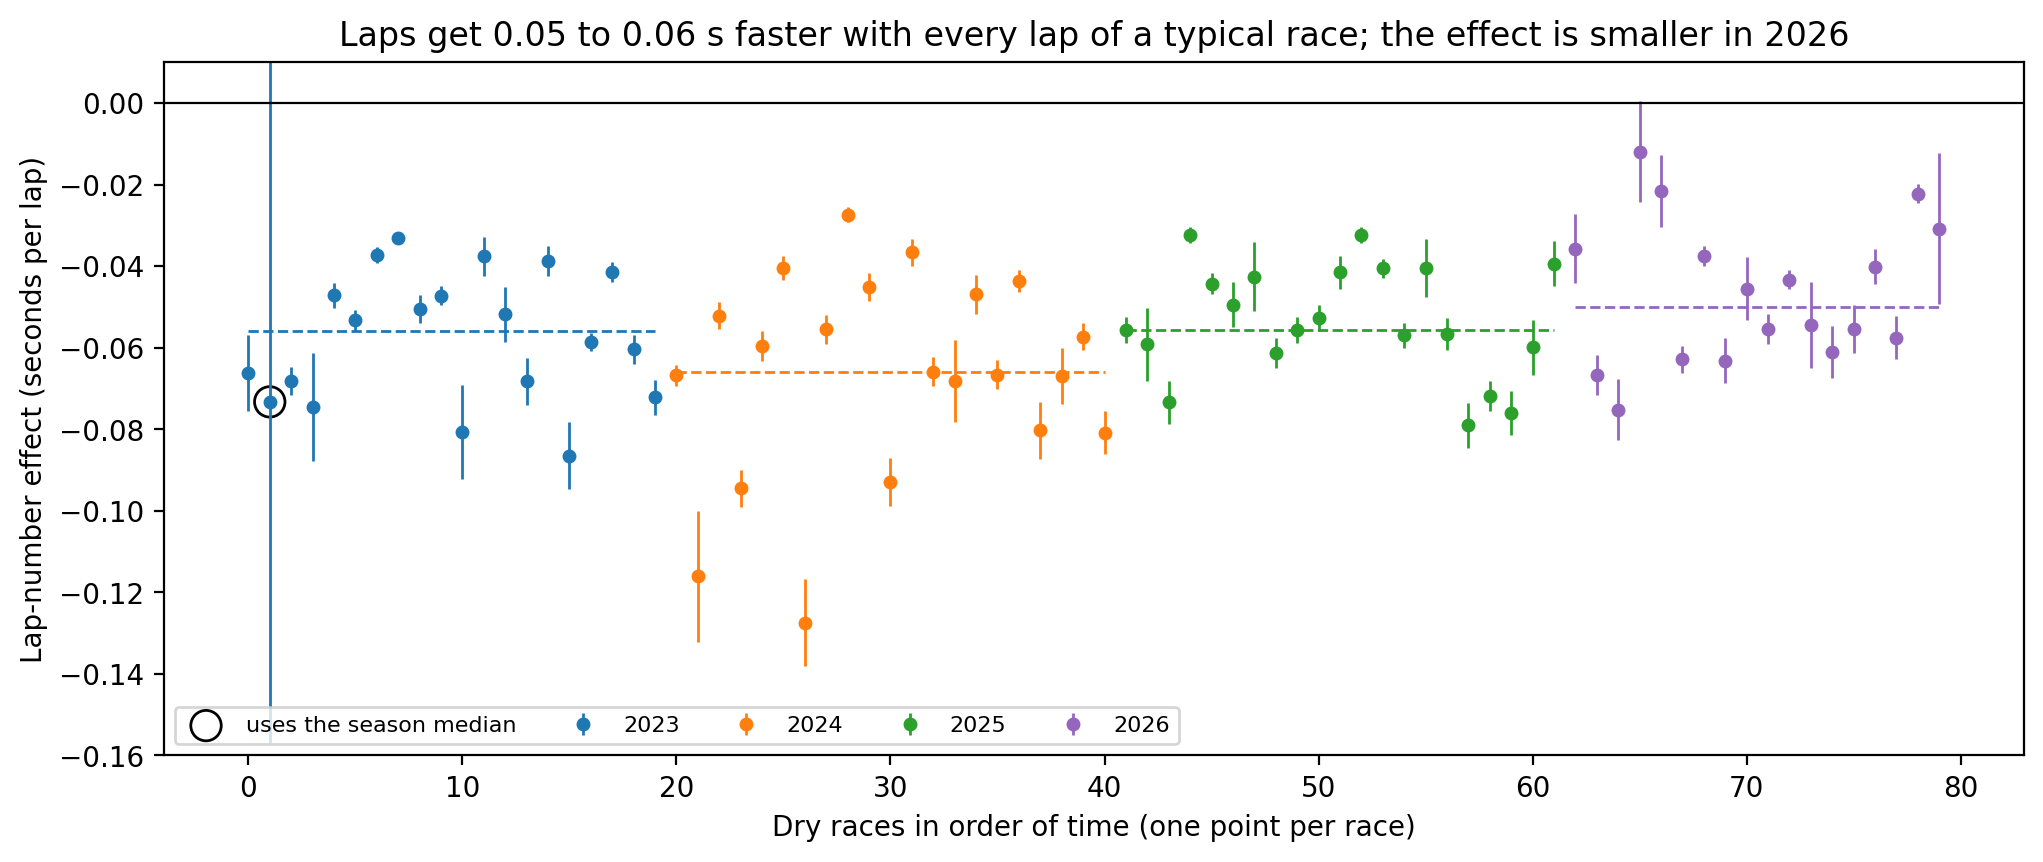 Laps get 0.05 to 0.06 s faster with every lap of a typical race; the effect is smaller in 2026
Lap-number effect (seconds per lap)
0.00
−0.02
−0.04
−0.06
−0.08
−0.10
−0.12
−0.14
−0.16
uses the season median 2023 2024 2025 2026
0 10 20 30 40 50 60 70 80
Dry races in order of time (one point per race)